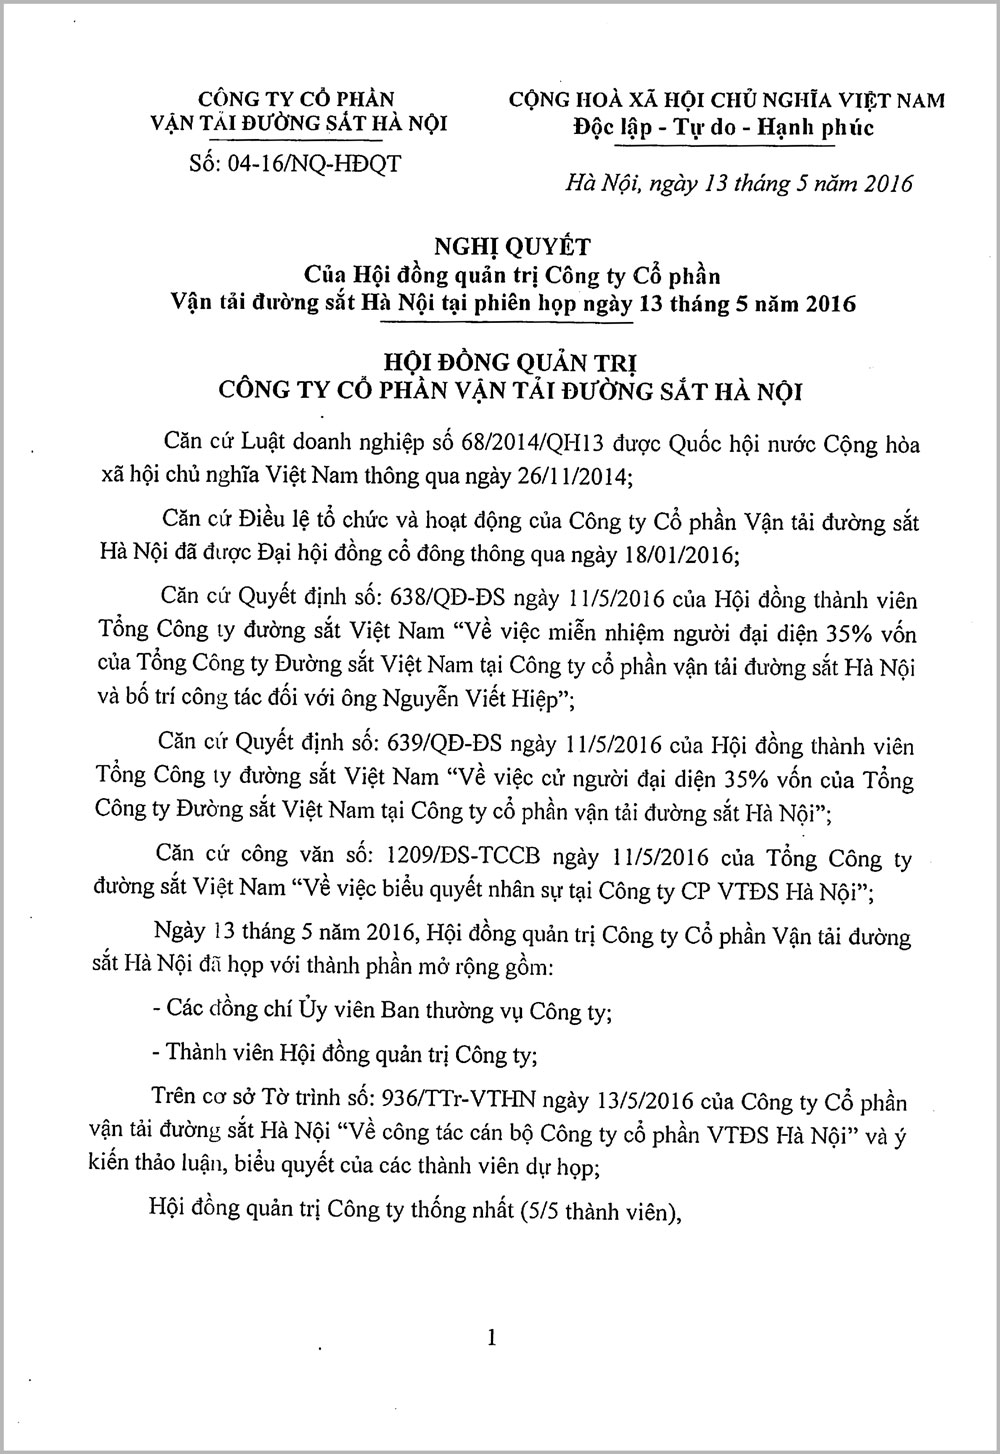 CÔNG TY CỔ PHẦN
VẬN TẢI ĐƯỜNG SẮT HÀ NỘI
Số: 04-16/NQ-HĐQT
CỘNG HOÀ XÃ HỘI CHỦ NGHĨA VIỆT NAM
Độc lập - Tự do - Hạnh phúc
Hà Nội, ngày 13 tháng 5 năm 2016
NGHỊ QUYẾT
Của Hội đồng quản trị Công ty Cổ phần
Vận tải đường sắt Hà Nội tại phiên họp ngày 13 tháng 5 năm 2016
HỘI ĐỒNG QUẢN TRỊ
CÔNG TY CỔ PHẦN VẬN TẢI ĐƯỜNG SẮT HÀ NỘI
Căn cứ Luật doanh nghiệp số 68/2014/QH13 được Quốc hội nước Cộng hòa
xã hội chủ nghĩa Việt Nam thông qua ngày 26/11/2014;
Căn cứ Điều lệ tổ chức và hoạt động của Công ty Cổ phần Vận tải đường sắt
Hà Nội đã được Đại hội đồng cổ đông thông qua ngày 18/01/2016;
Căn cứ Quyết định số: 638/QĐ-ĐS ngày 11/5/2016 của Hội đồng thành viên
Tổng Công ty đường sắt Việt Nam “Về việc miễn nhiệm người đại diện 35% vốn
của Tổng Công ty Đường sắt Việt Nam tại Công ty cổ phần vận tải đường sắt Hà Nội
và bố trí công tác đối với ông Nguyễn Viết Hiệp”;
Căn cứ Quyết định số: 639/QĐ-ĐS ngày 11/5/2016 của Hội đồng thành viên
Tổng Công ty đường sắt Việt Nam “Về việc cử người đại diện 35% vốn của Tổng
Công ty Đường sắt Việt Nam tại Công ty cổ phần vận tải đường sắt Hà Nội”;
Căn cứ công văn số: 1209/ĐS-TCCB ngày 11/5/2016 của Tổng Công ty
đường sắt Việt Nam “Về việc biểu quyết nhân sự tại Công ty CP VTĐS Hà Nội”;
Ngày 13 tháng 5 năm 2016, Hội đồng quản trị Công ty Cổ phần Vận tải đường
sắt Hà Nội đã họp với thành phần mở rộng gồm:
- Các đồng chí Ủy viên Ban thường vụ Công ty;
- Thành viên Hội đồng quản trị Công ty;
Trên cơ sở Tờ trình số: 936/TTr-VTHN ngày 13/5/2016 của Công ty Cổ phần
vận tải đường sắt Hà Nội “Về công tác cán bộ Công ty cổ phần VTĐS Hà Nội” và ý
kiến thảo luận, biểu quyết của các thành viên dự họp;
Hội đồng quản trị Công ty thống nhất (5/5 thành viên),
1